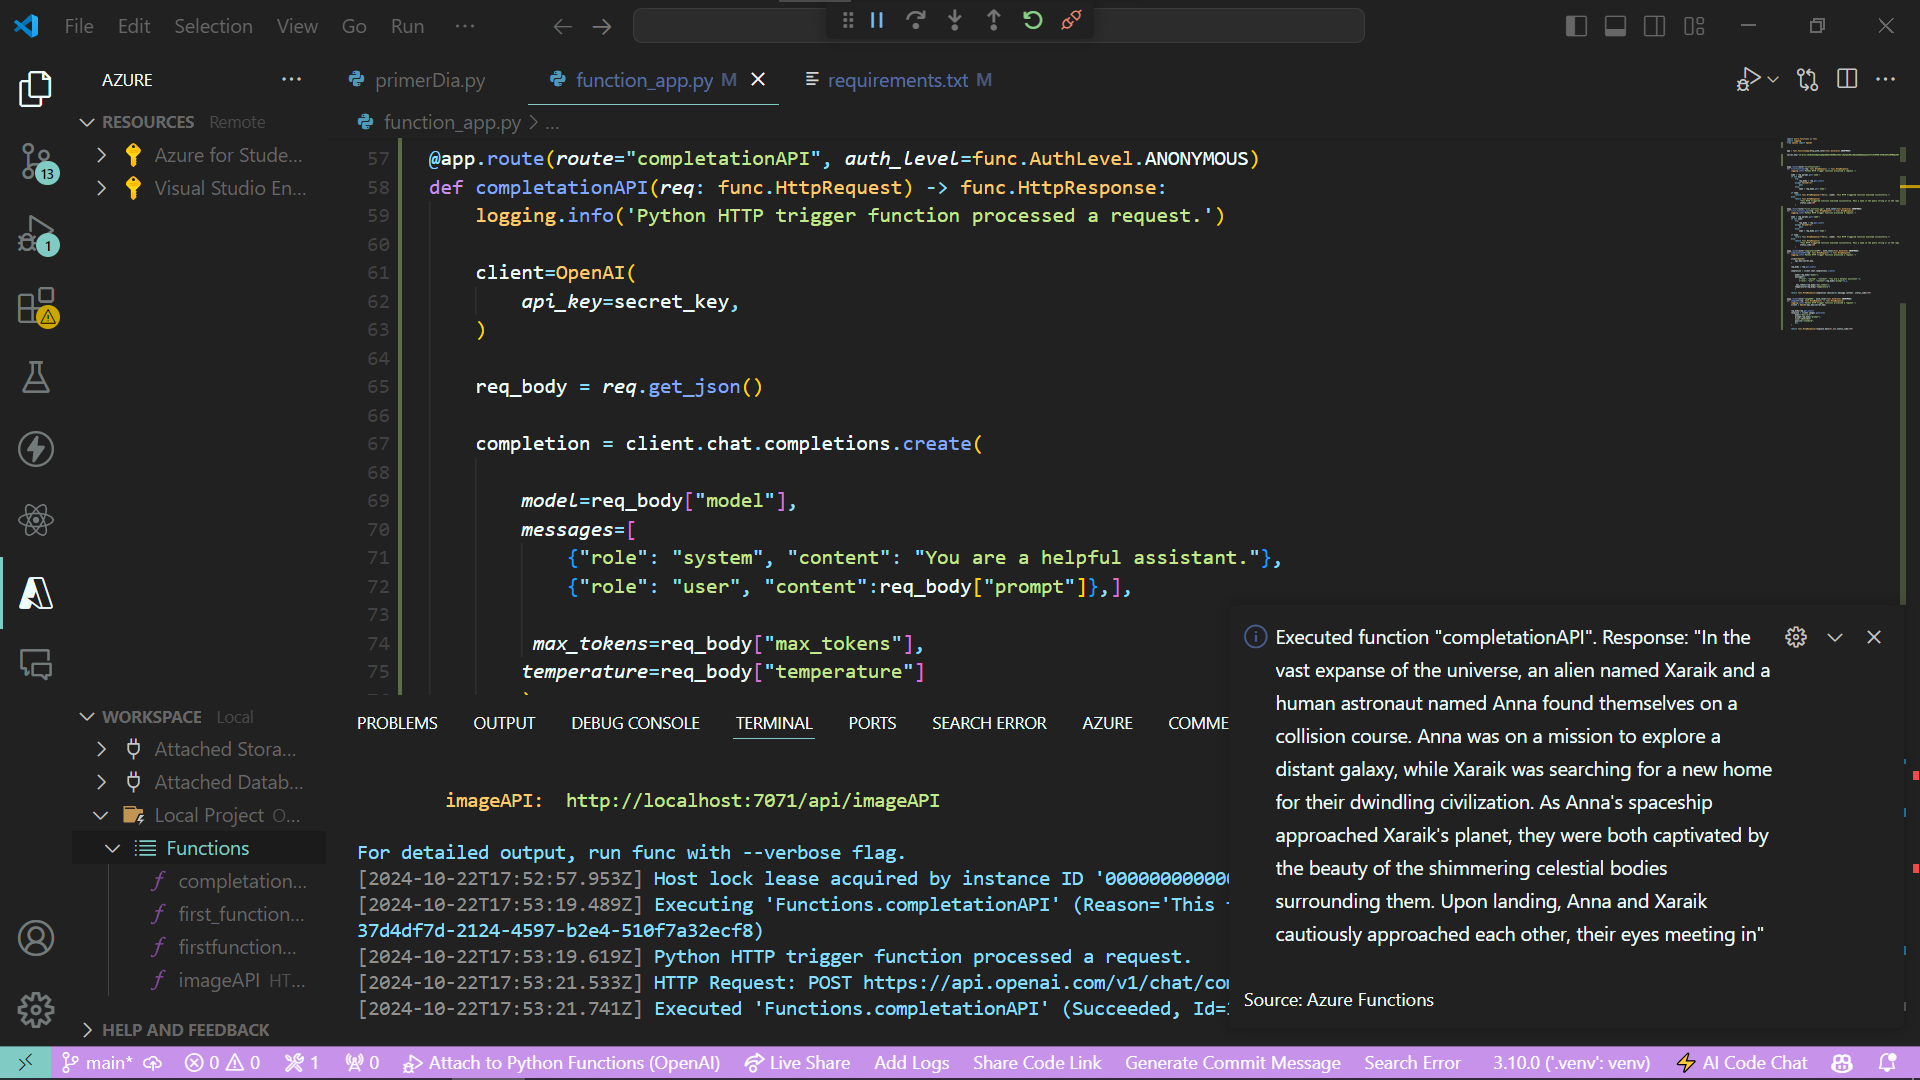 File Edit Selection View Go Run ...
AZURE ...
RESOURCES Remote
Azure for Stude...
Visual Studio En...
13
1
WORKSPACE Local
Attached Stora...
Attached Datab...
Local Project O...
Functions
f completation...
f first_function...
f firstfunction...
f imageAPI HT...
HELP AND FEEDBACK
primerDia.py function_app.py M requirements.txt M
function_app.py > ...
57 @app.route(route="completationAPI", auth_level=func.AuthLevel.ANONYMOUS)
58 def completationAPI(req: func.HttpRequest) -> func.HttpResponse:
59 logging.info('Python HTTP trigger function processed a request.')
60
61 client=OpenAI(
62 api_key=secret_key,
63 )
64
65 req_body = req.get_json()
66
67 completion = client.chat.completions.create(
68
69 model=req_body["model"],
70 messages=[
71 {"role": "system", "content": "You are a helpful assistant."},
72 {"role": "user", "content":req_body["prompt"]},],
73
74 max_tokens=req_body["max_tokens"],
75 temperature=req_body["temperature"]
PROBLEMS OUTPUT DEBUG CONSOLE TERMINAL PORTS SEARCH ERROR AZURE COMME
imageAPI: http://localhost:7071/api/imageAPI
For detailed output, run func with --verbose flag.
[2024-10-22T17:52:57.953Z] Host lock lease acquired by instance ID '000000000000
[2024-10-22T17:53:19.489Z] Executing 'Functions.completationAPI' (Reason='This
37d4df7d-2124-4597-b2e4-510f7a32ecf8)
[2024-10-22T17:53:19.619Z] Python HTTP trigger function processed a request.
[2024-10-22T17:53:21.533Z] HTTP Request: POST https://api.openai.com/v1/chat/co
[2024-10-22T17:53:21.741Z] Executed 'Functions.completationAPI' (Succeeded, Id=
Executed function "completationAPI". Response: "In the
vast expanse of the universe, an alien named Xaraik and a
human astronaut named Anna found themselves on a
collision course. Anna was on a mission to explore a
distant galaxy, while Xaraik was searching for a new home
for their dwindling civilization. As Anna's spaceship
approached Xaraik's planet, they were both captivated by
the beauty of the shimmering celestial bodies
surrounding them. Upon landing, Anna and Xaraik
cautiously approached each other, their eyes meeting in"
Source: Azure Functions
main* 0 0 1 0 Attach to Python Functions (OpenAI) Live Share Add Logs Share Code Link Generate Commit Message Search Error 3.10.0 ('.venv': venv) AI Code Chat